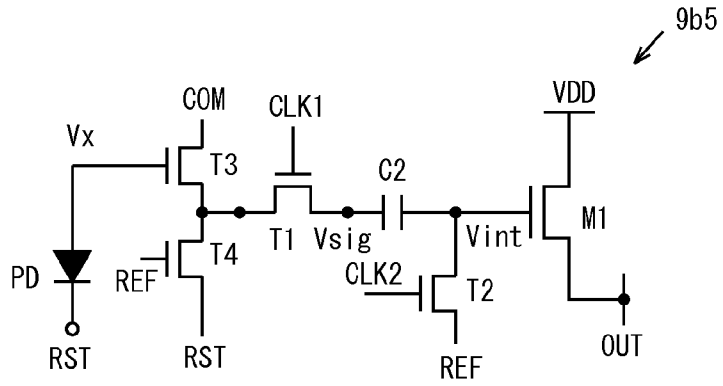 9b5
VDD
COM
CLK1
Vx
T3
C2
M1
T1
Vsig
Vint
T4
PD
REF
CLK2
T2
RST
RST
REF
OUT